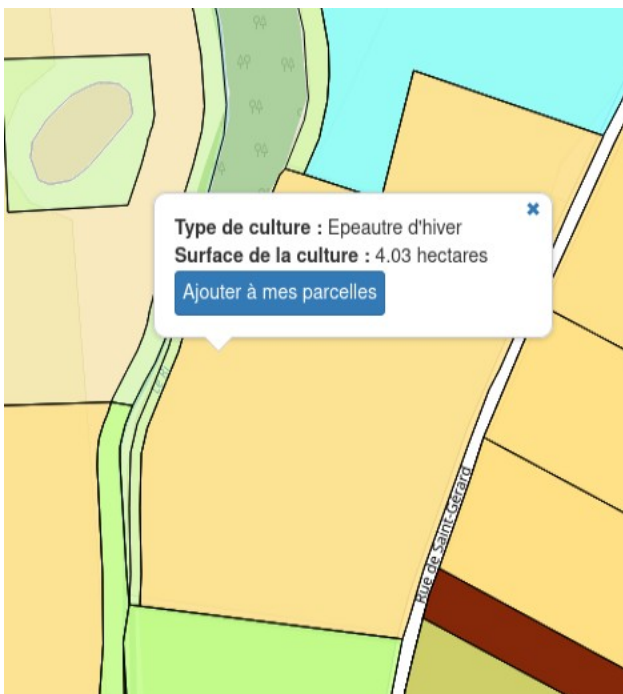 Type de culture : Epeautre d'hiver
Surface de la culture : 4.03 hectares
Ajouter à mes parcelles
Rue de Saint-Gérard